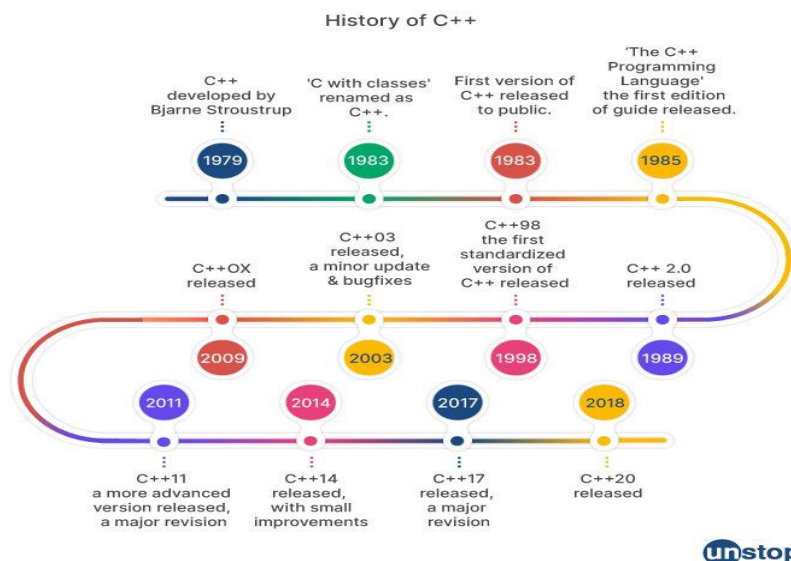 History of C++
C++
developed by
Bjarne Stroustrup
'C with classes'
renamed as
C++.
First version of
C++ released
to public.
'The C++
Programming
Language'
the first edition
of guide released.
1979
1983
1983
1985
C++OX
released
C++03
released,
a minor update
& bugfixes
C++98
the first
standardized
version of
C++ released
C++ 2.0
released
2009
2003
1998
1989
2011
2014
2017
2018
C++11
a more advanced
version released,
a major revision
C++14
released,
with small
improvements
C++17
released,
a major
revision
C++20
released
unstop